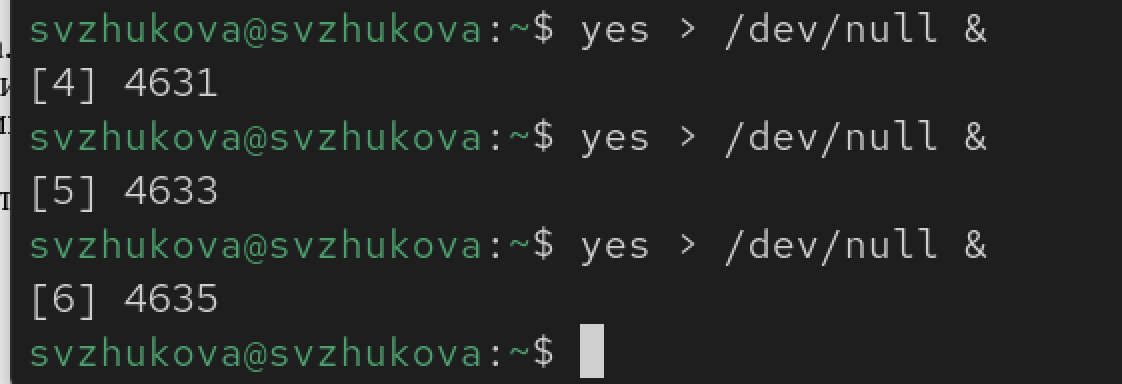 svzhukova@svzhukova:~$ yes > /dev/null &
[4] 4631
svzhukova@svzhukova:~$ yes > /dev/null &
[5] 4633
svzhukova@svzhukova:~$ yes > /dev/null &
[6] 4635
svzhukova@svzhukova:~$